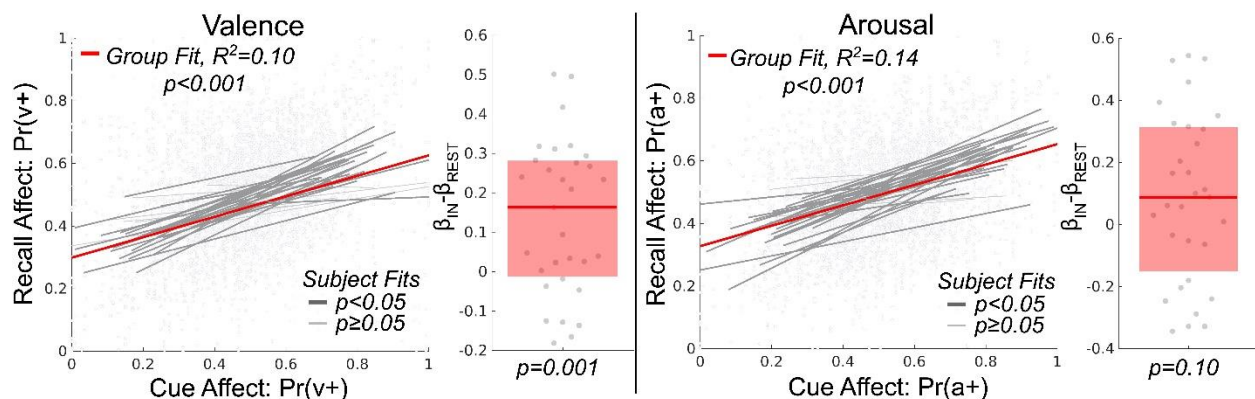 Valence
Group Fit, R²=0.10
p<0.001
Recall Affect: Pr(v+)
1
0.8
0.6
0.4
0.2
0
0
0.2
0.4
0.6
0.8
1
Subject Fits
p<0.05
p≥0.05
Cue Affect: Pr(v+)
β_IN-β_REST
0.6
0.5
0.4
0.3
0.2
0.1
0
-0.1
-0.2
p=0.001
Arousal
Group Fit, R²=0.14
p<0.001
Recall Affect: Pr(a+)
1
0.8
0.6
0.4
0.2
0
0
0.2
0.4
0.6
0.8
1
Subject Fits
p<0.05
p≥0.05
Cue Affect: Pr(a+)
β_IN-β_REST
0.6
0.4
0.2
0
-0.2
-0.4
p=0.10